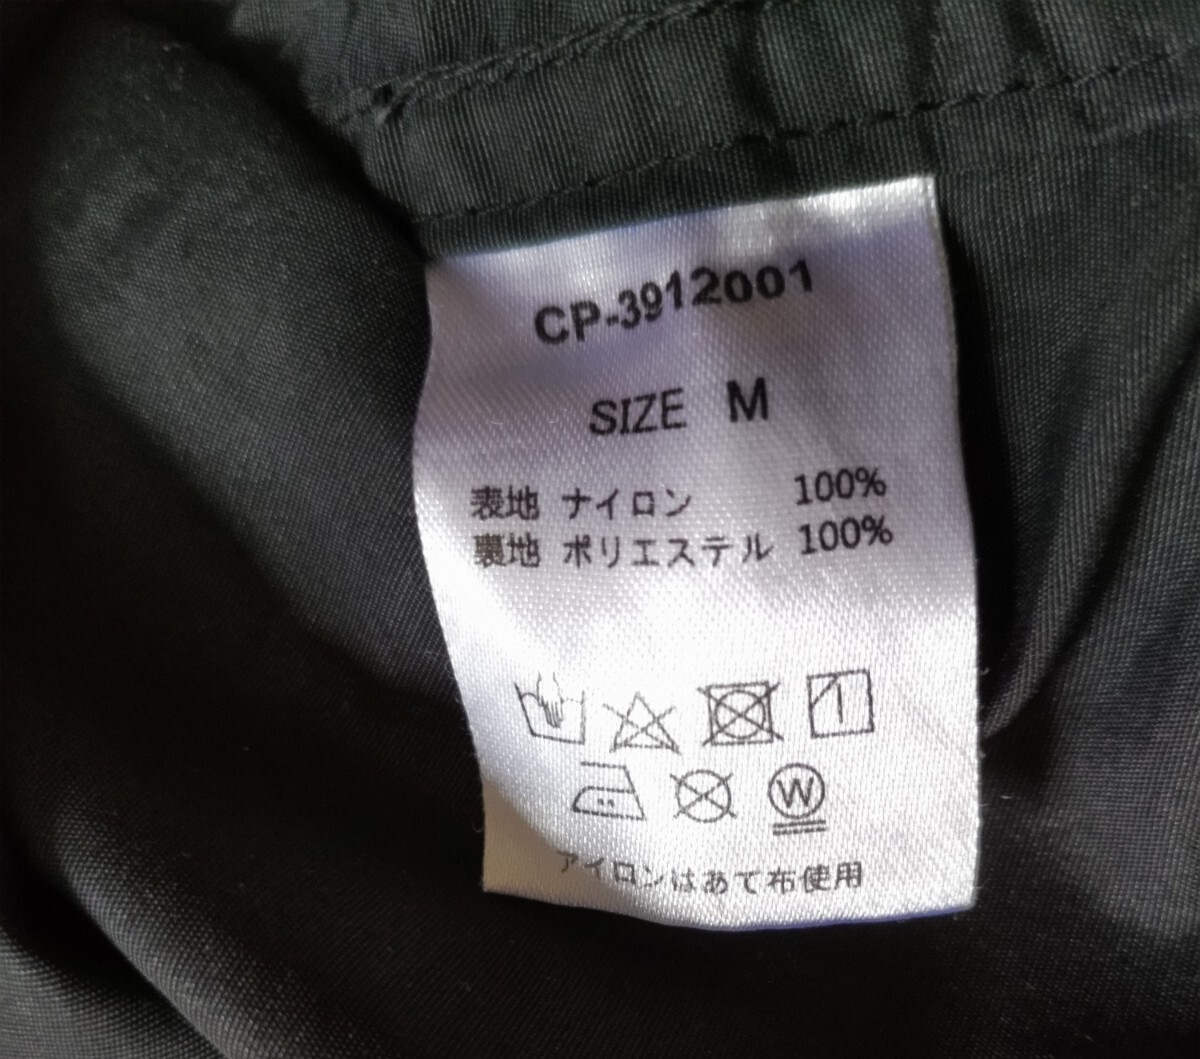 CP-3912001
SIZE M
表地 ナイロン 100%
裏地 ポリエステル 100%
W
アイロンはあて布使用